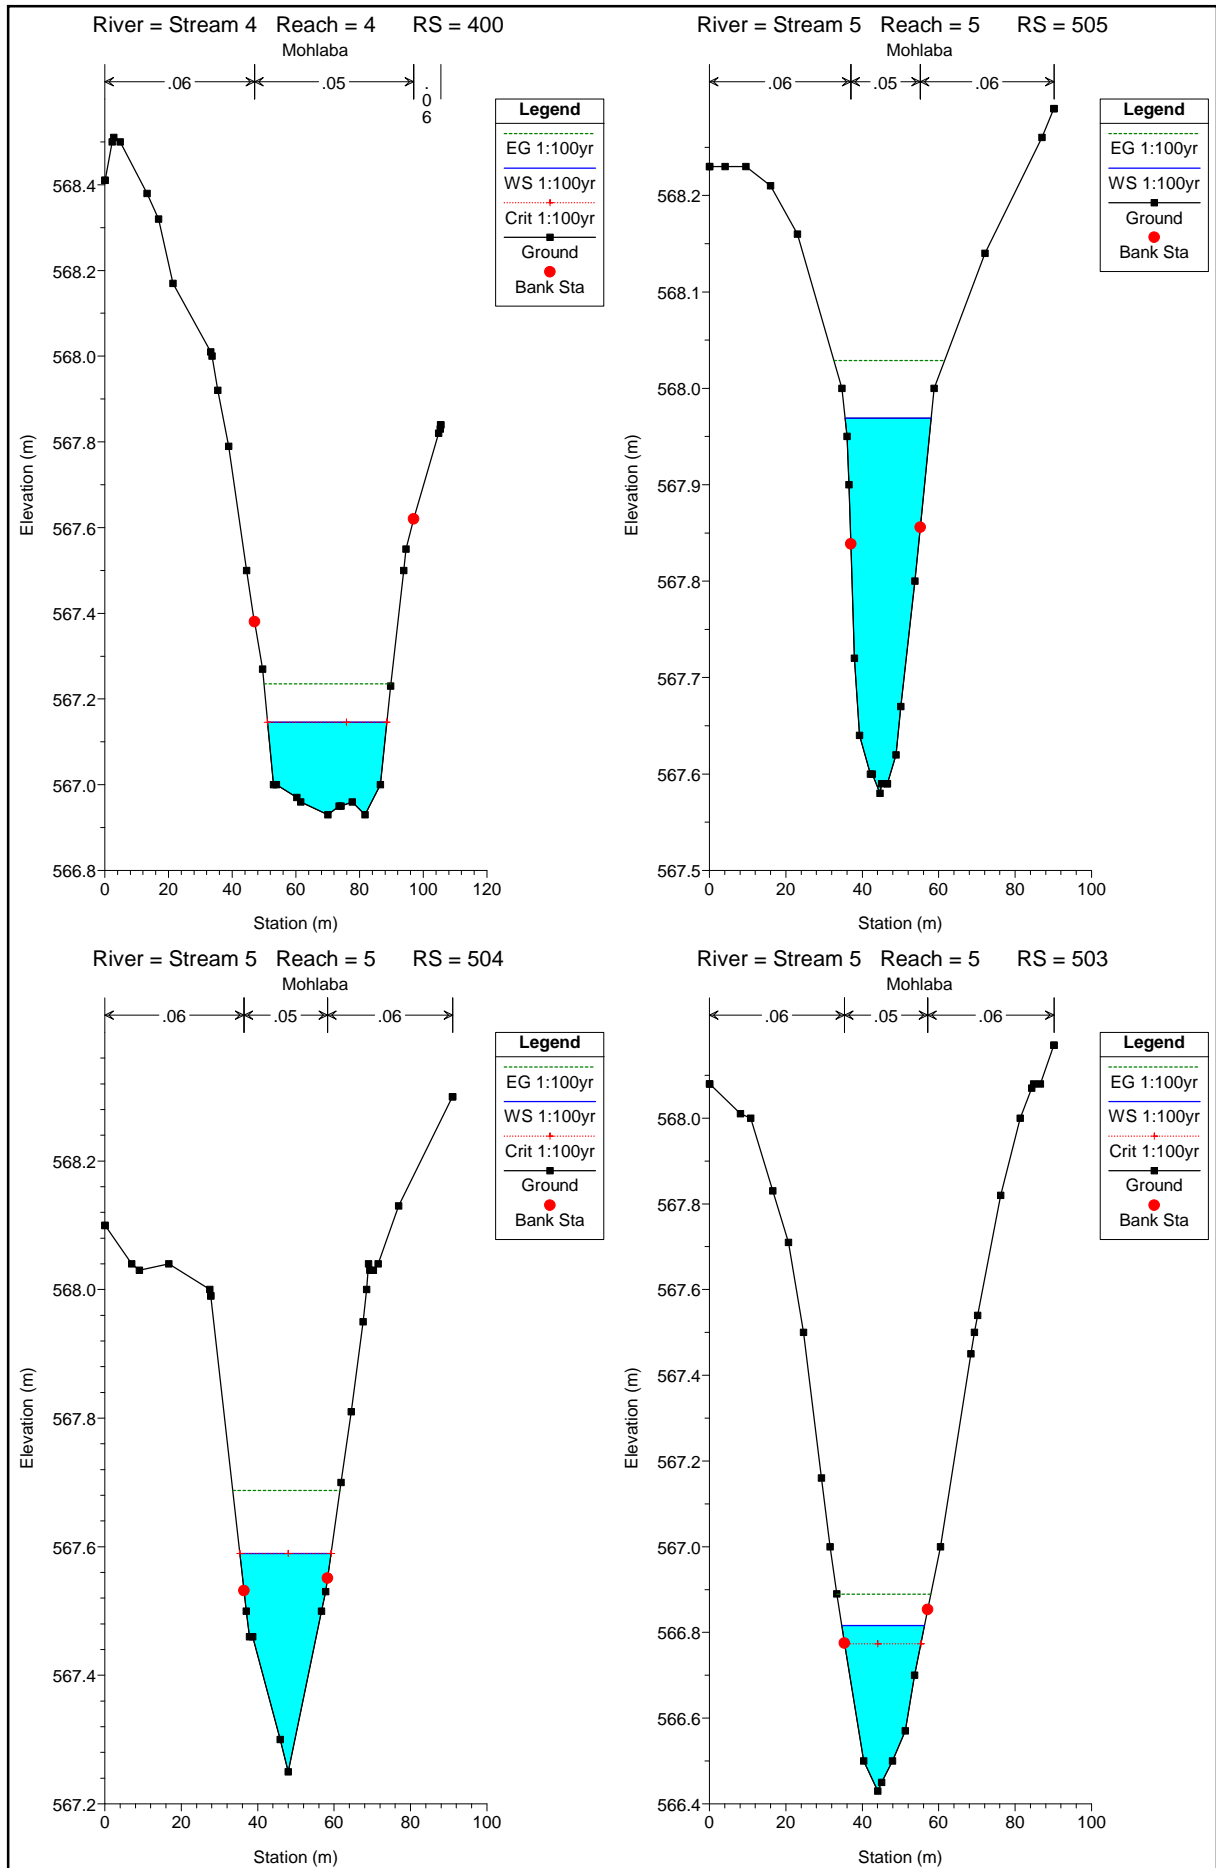 River = Stream 4 Reach = 4 RS = 400
Mohlaba
.06 .05 .06
Legend
EG 1:100yr
WS 1:100yr
Crit 1:100yr
Ground
Bank Sta
568.4
568.2
568.0
567.8
567.6
567.4
567.2
567.0
566.8
Elevation (m)
0 20 40 60 80 100 120
Station (m)
River = Stream 5 Reach = 5 RS = 505
Mohlaba
.06 .05 .06
Legend
EG 1:100yr
WS 1:100yr
Ground
Bank Sta
568.2
568.1
568.0
567.9
567.8
567.7
567.6
567.5
Elevation (m)
0 20 40 60 80 100
Station (m)
River = Stream 5 Reach = 5 RS = 504
Mohlaba
.06 .05 .06
Legend
EG 1:100yr
WS 1:100yr
Crit 1:100yr
Ground
Bank Sta
568.2
568.0
567.8
567.6
567.4
567.2
Elevation (m)
0 20 40 60 80 100
Station (m)
River = Stream 5 Reach = 5 RS = 503
Mohlaba
.06 .05 .06
Legend
EG 1:100yr
WS 1:100yr
Crit 1:100yr
Ground
Bank Sta
568.0
567.8
567.6
567.4
567.2
567.0
566.8
566.6
566.4
Elevation (m)
0 20 40 60 80 100
Station (m)